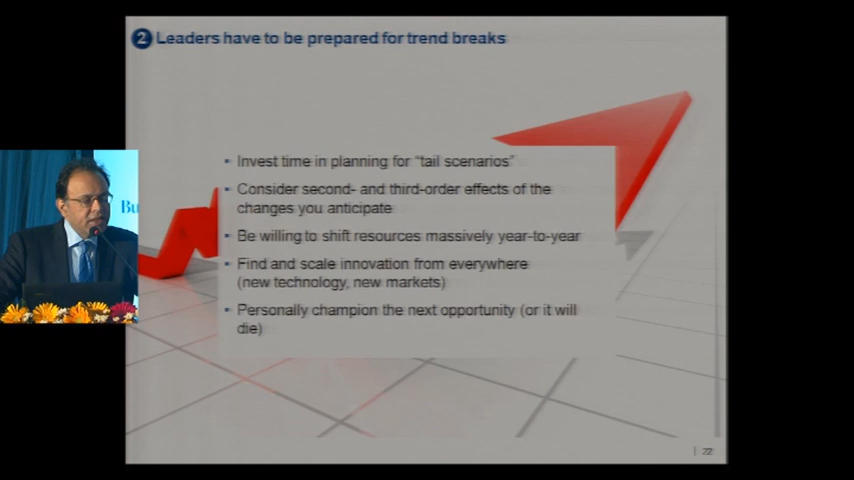 2 Leaders have to be prepared for trend breaks
Bu
▪ Invest time in planning for “tail scenarios”
▪ Consider second- and third-order effects of the
changes you anticipate
▪ Be willing to shift resources massively year-to-year
▪ Find and scale innovation from everywhere
(new technology, new markets)
▪ Personally champion the next opportunity (or it will
die)
| 22